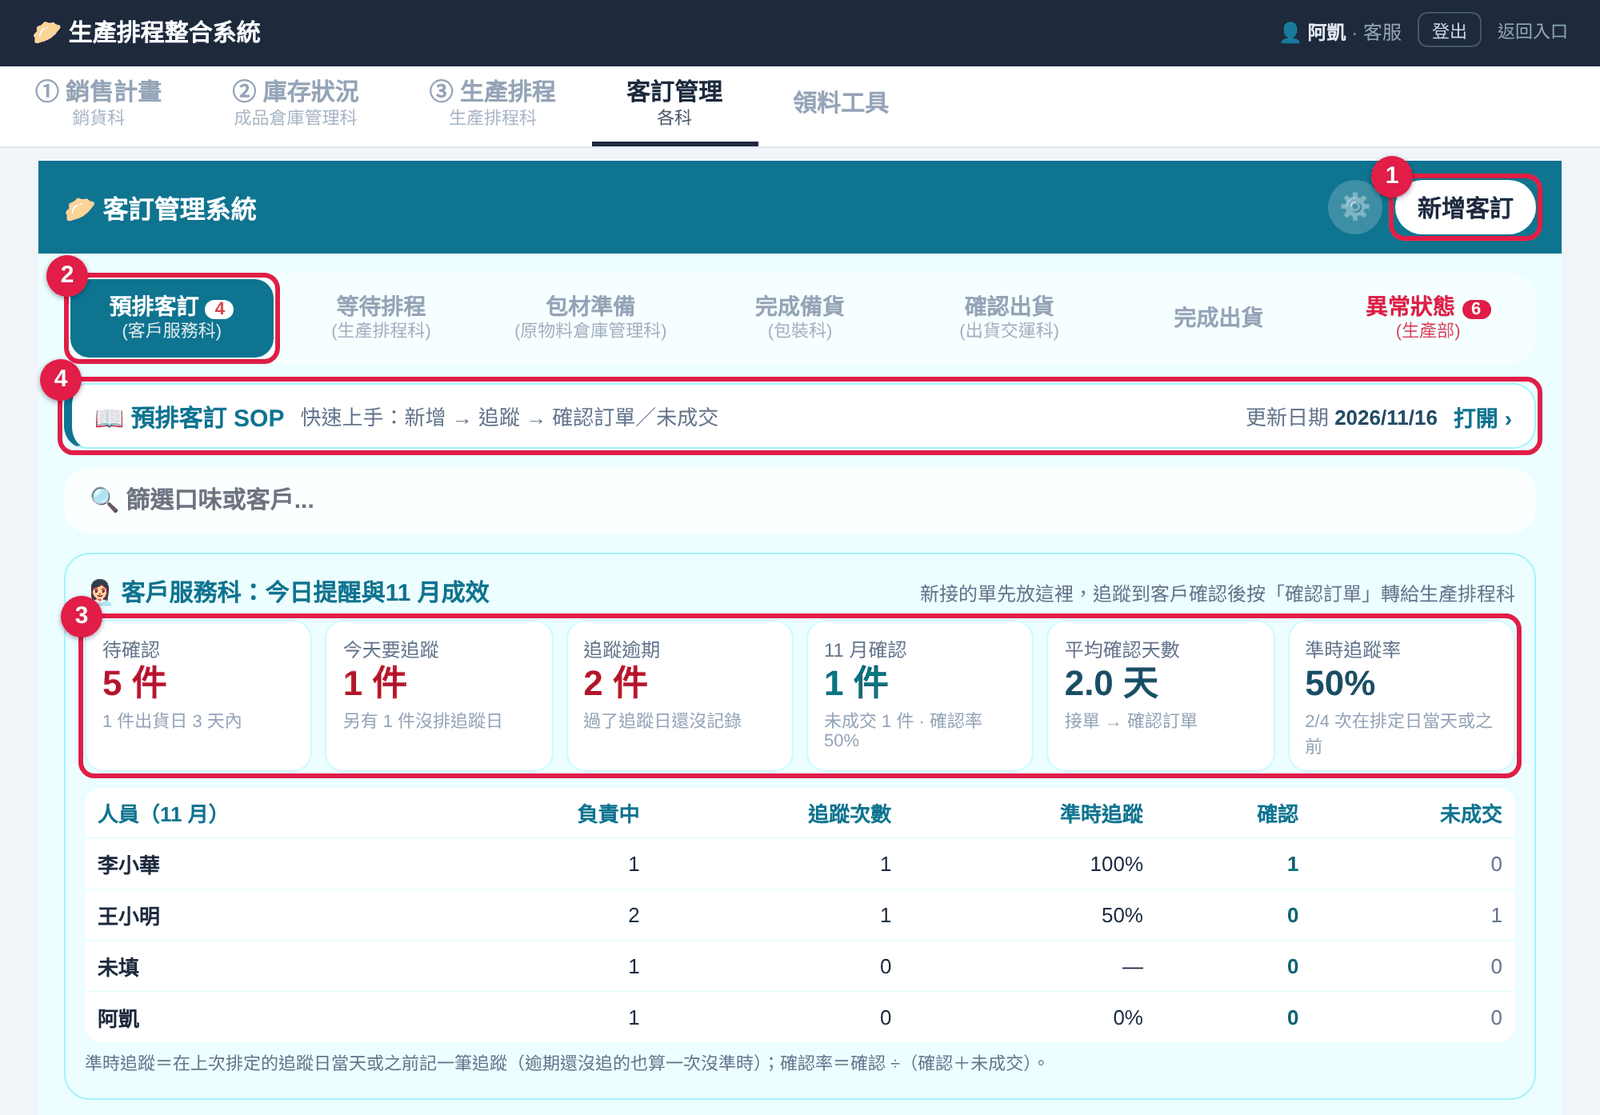 生產排程整合系統
阿凱 · 客服 登出 返回入口
① 銷售計畫 ② 庫存狀況 ③ 生產排程 客訂管理 領料工具
銷貨科 成品倉庫管理科 生產排程科 各科
客訂管理系統 1 新增客訂
2
預排客訂 4 等待排程 包材準備 完成備貨 確認出貨 完成出貨 異常狀態 6
(客戶服務科) (生產排程科) (原物料倉庫管理科) (包裝科) (出貨交運科) (生產部)
4
預排客訂 SOP 快速上手：新增 → 追蹤 → 確認訂單／未成交 更新日期 2026/11/16 打開 ›
篩選口味或客戶...
客戶服務科：今日提醒與11 月成效 新接的單先放這裡，追蹤到客戶確認後按「確認訂單」轉給生產排程科
3
待確認 今天要追蹤 追蹤逾期 11 月確認 平均確認天數 準時追蹤率
5 件 1 件 2 件 1 件 2.0 天 50%
1 件出貨日 3 天內 另有 1 件沒排追蹤日 過了追蹤日還沒記錄 未成交 1 件 · 確認率 接單 → 確認訂單 2/4 次在排定日當天或之
50% 前
人員（11 月） 負責中 追蹤次數 準時追蹤 確認 未成交
李小華 1 1 100% 1 0
王小明 2 1 50% 0 1
未填 1 0 — 0 0
阿凱 1 0 0% 0 0
準時追蹤＝在上次排定的追蹤日當天或之前記一筆追蹤（逾期還沒追的也算一次沒準時）；確認率＝確認 ÷（確認＋未成交）。